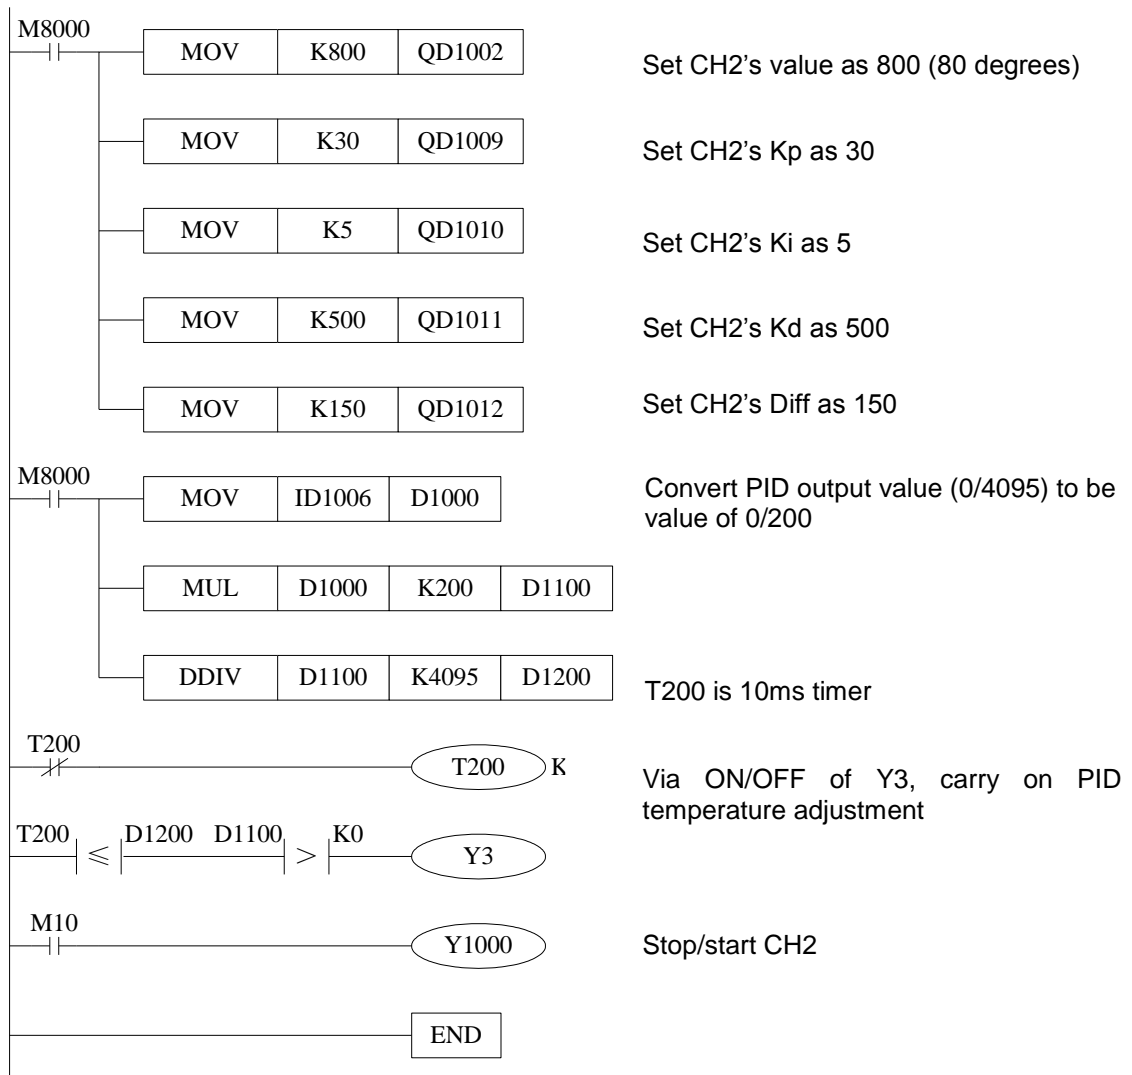 M8000
MOV K800 QD1002 Set CH2's value as 800 (80 degrees)
MOV K30 QD1009 Set CH2's Kp as 30
MOV K5 QD1010 Set CH2's Ki as 5
MOV K500 QD1011 Set CH2's Kd as 500
MOV K150 QD1012 Set CH2's Diff as 150
M8000
MOV ID1006 D1000 Convert PID output value (0/4095) to be
value of 0/200
MUL D1000 K200 D1100
DDIV D1100 K4095 D1200
T200 is 10ms timer
T200
T200 K
Via ON/OFF of Y3, carry on PID
temperature adjustment
T200 ≤ D1200 D1100 > K0 Y3
M10
Y1000 Stop/start CH2
END